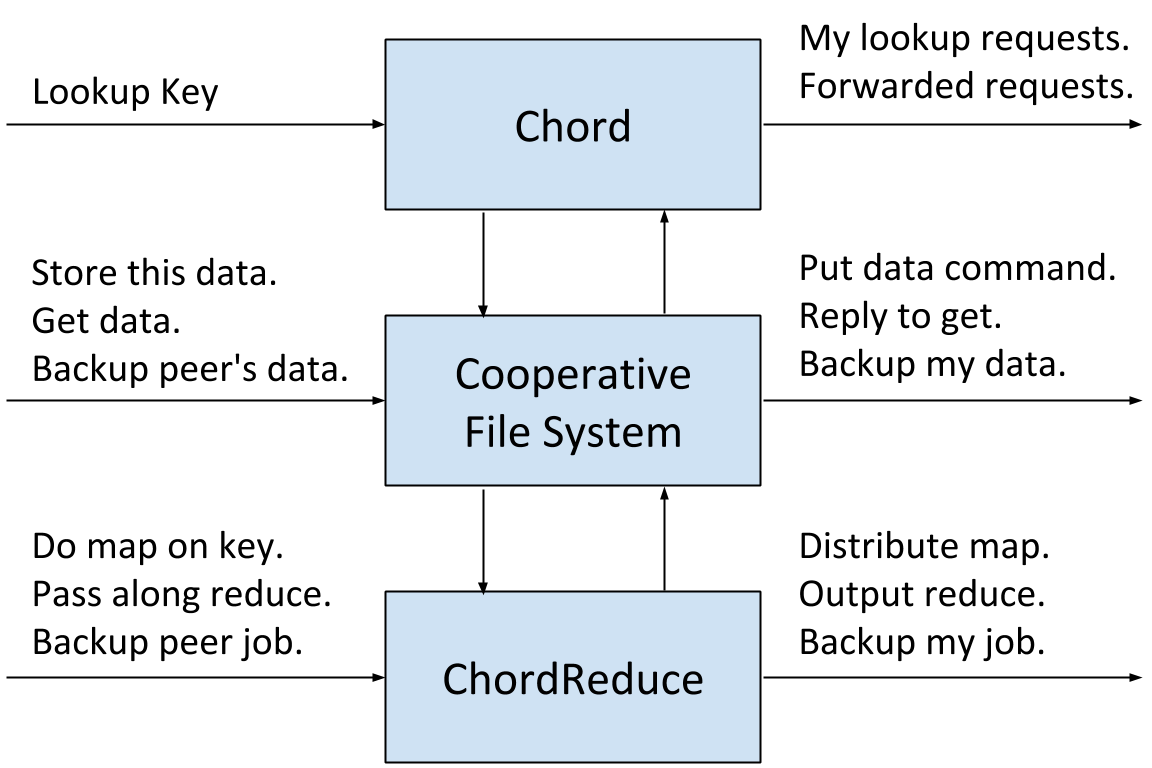 Lookup Key
Chord
My lookup requests.
Forwarded requests.
Store this data.
Get data.
Backup peer's data.
Cooperative
File System
Put data command.
Reply to get.
Backup my data.
Do map on key.
Pass along reduce.
Backup peer job.
ChordReduce
Distribute map.
Output reduce.
Backup my job.